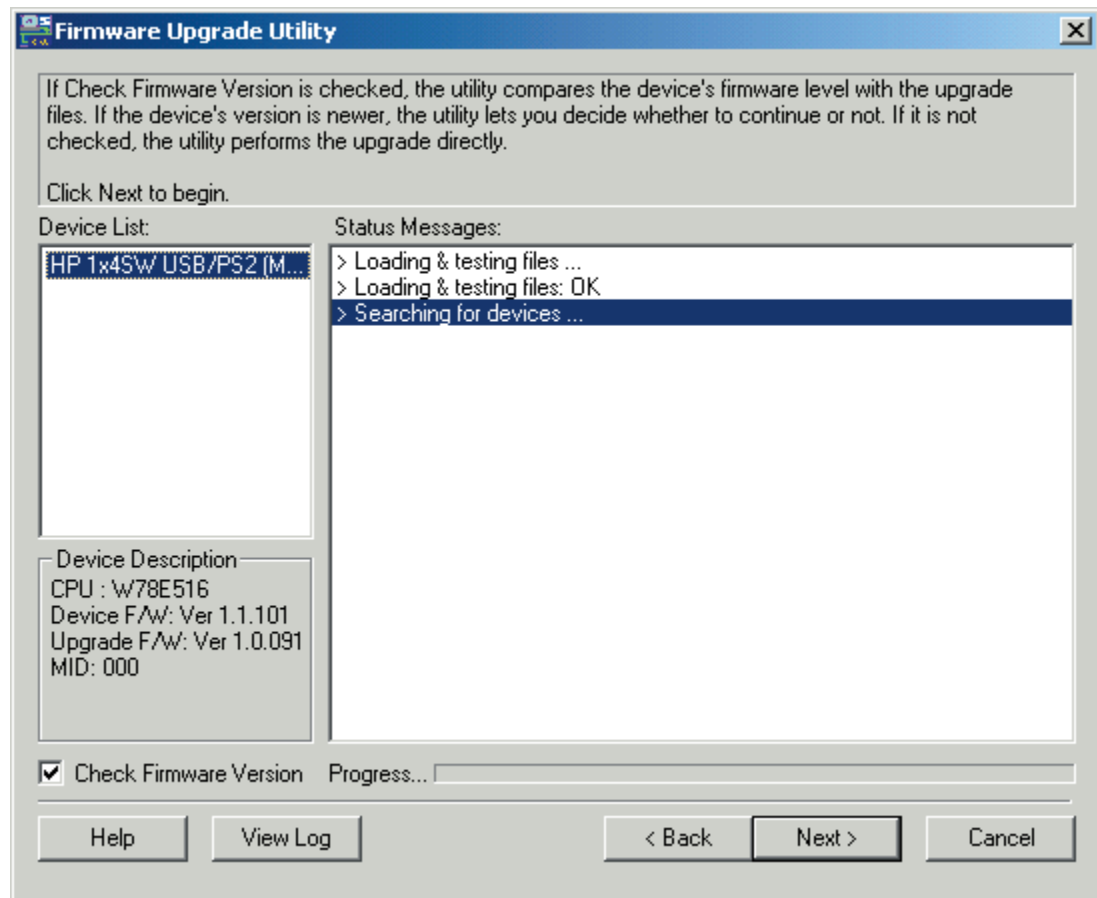 Firmware Upgrade Utility
If Check Firmware Version is checked, the utility compares the device's firmware level with the upgrade
files. If the device's version is newer, the utility lets you decide whether to continue or not. If it is not
checked, the utility performs the upgrade directly.
Click Next to begin.
Device List:
HP 1x4SW USB/PS2 (M...
Status Messages:
> Loading & testing files ...
> Loading & testing files: OK
> Searching for devices ...
Device Description
CPU : W78E516
Device F/W: Ver 1.1.101
Upgrade F/W: Ver 1.0.091
MID: 000
Check Firmware Version
Progress...
Help
View Log
< Back
Next >
Cancel